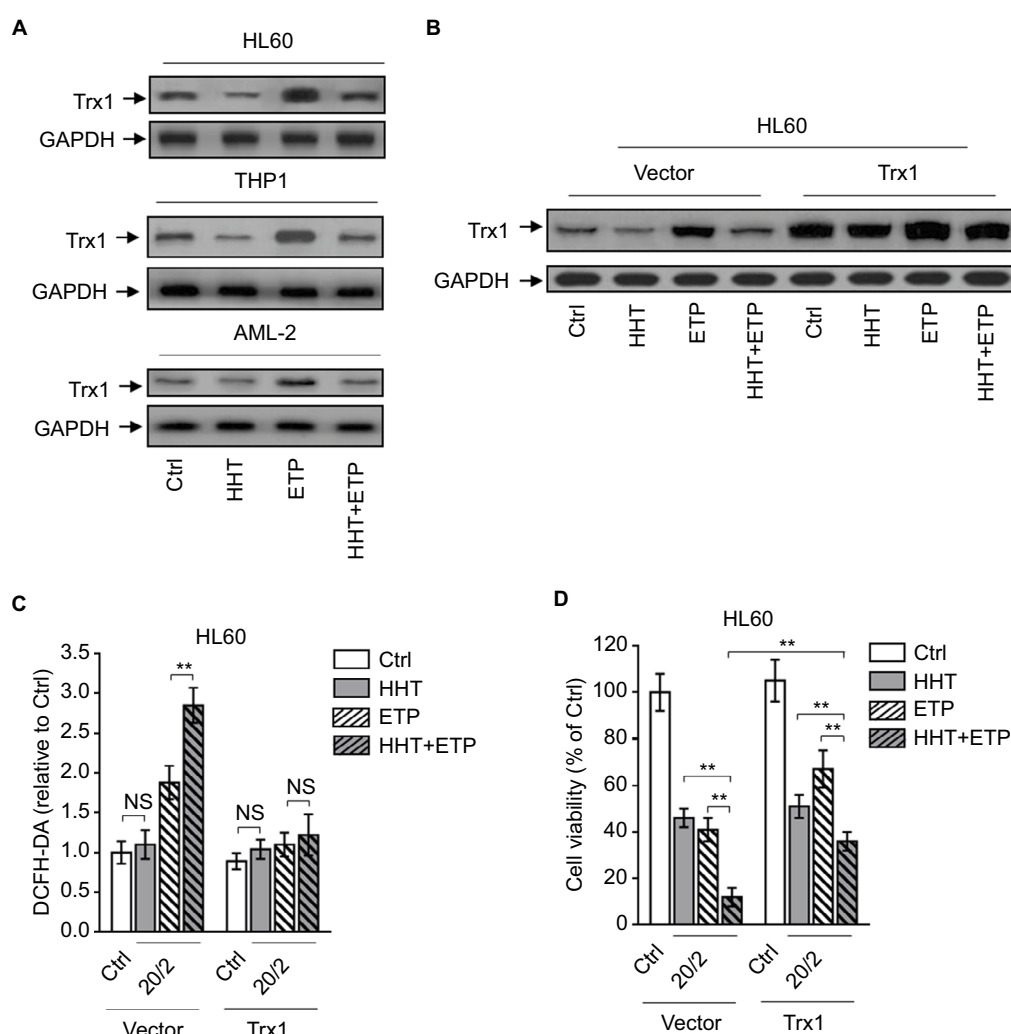 A
HL60
Trx1
GAPDH
THP1
Trx1
GAPDH
AML-2
Trx1
GAPDH
Ctrl
HHT
ETP
HHT+ETP
B
HL60
Vector Trx1
Trx1
GAPDH
Ctrl
HHT
ETP
HHT+ETP
Ctrl
HHT
ETP
HHT+ETP
C
HL60
DCFH-DA (relative to Ctrl)
3.5
3.0
2.5
2.0
1.5
1.0
0.5
0.0
NS
**
NS
NS
Ctrl
HHT
ETP
HHT+ETP
Ctrl
20/2
Ctrl
20/2
Vector Trx1
D
HL60
Cell viability (% of Ctrl)
120
100
80
60
40
20
0
**
**
**
**
**
Ctrl
HHT
ETP
HHT+ETP
Ctrl
20/2
Ctrl
20/2
Vector Trx1